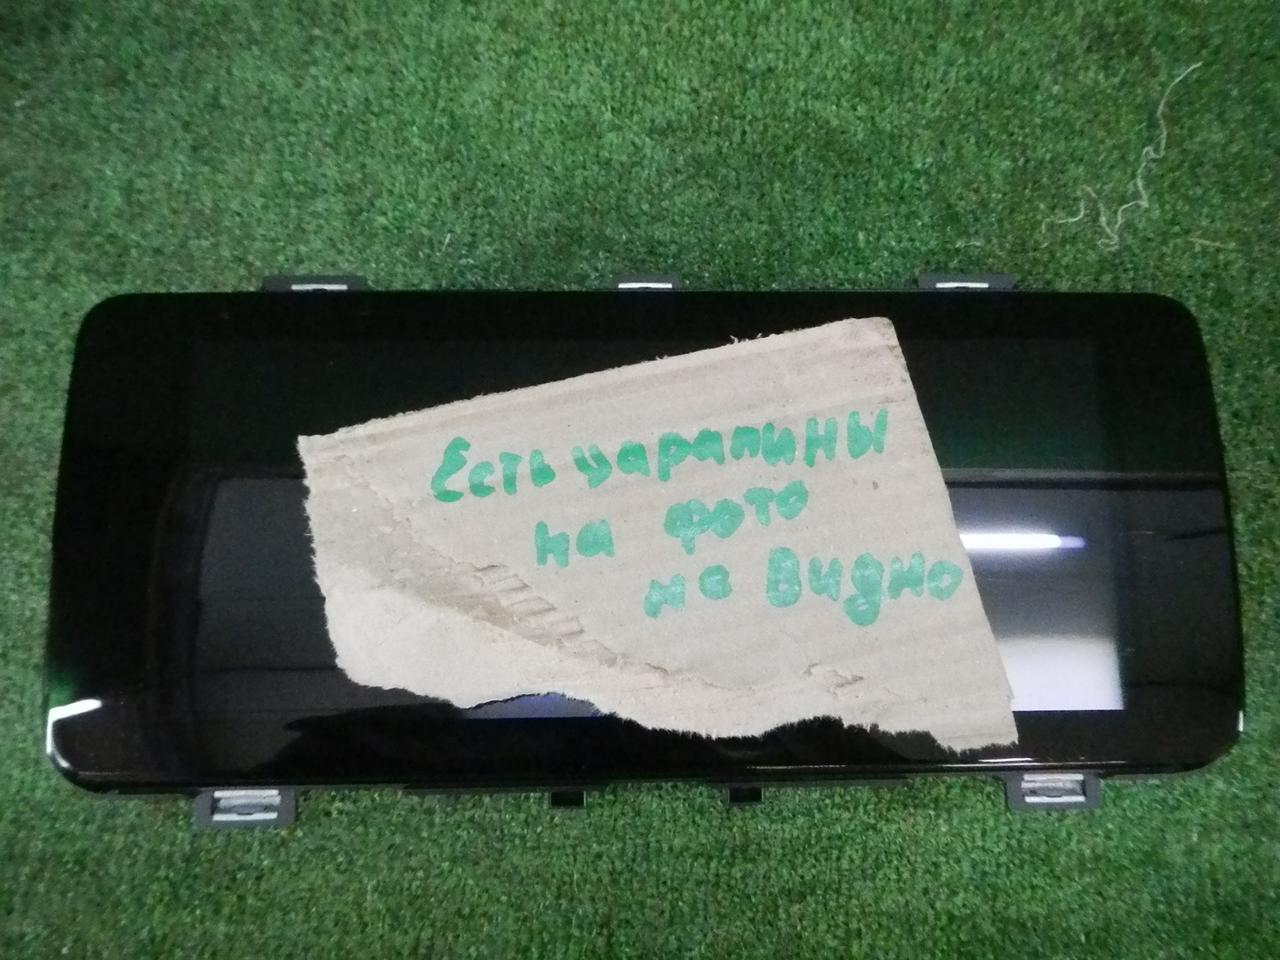 Есть царапины
на фото
не видно